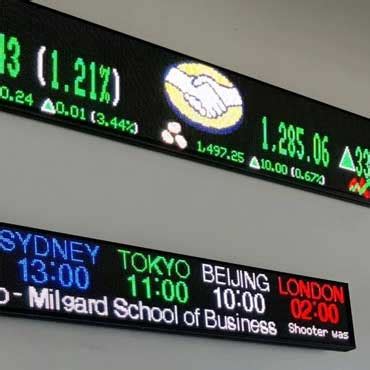 43 (1.21%)
0.24 ▲0.01 (3.44%)
1,285.06 ▲33
1,497.25 ▲10.00 (0.67%)
SYDNEY TOKYO BEIJING LONDON
13:00 11:00 10:00 02:00
o - Milgard School of Business Shooter was